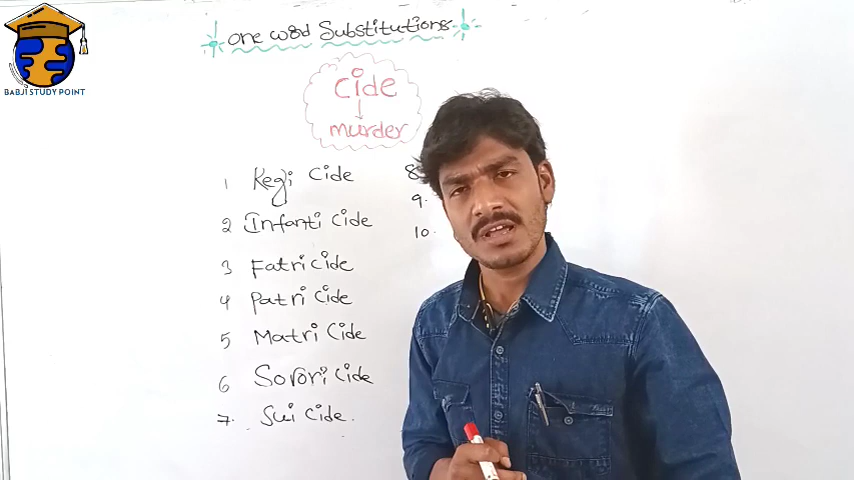 BABJI STUDY POINT
one word Substitutions
cide
murder
1 Regi cide
2 Infanti cide
3 Fatri cide
4 Patri cide
5 Matri cide
6 Sorori cide
7. Sui cide.
8
9.
10.